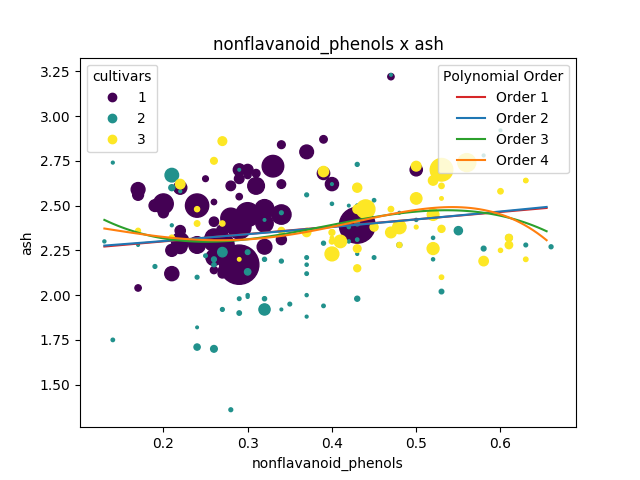 nonflavanoid_phenols x ash
cultivars
1
2
3
Polynomial Order
Order 1
Order 2
Order 3
Order 4
3.25
3.00
2.75
2.50
2.25
2.00
1.75
1.50
ash
0.2 0.3 0.4 0.5 0.6
nonflavanoid_phenols